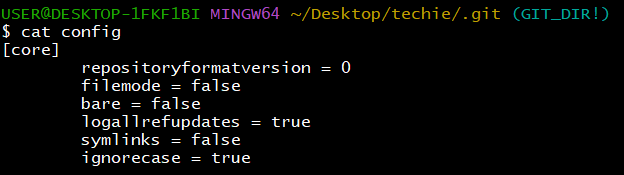 USER@DESKTOP-1FKF1BI MINGW64 ~/Desktop/techie/.git (GIT_DIR!)
$ cat config
[core]
        repositoryformatversion = 0
        filemode = false
        bare = false
        logallrefupdates = true
        symlinks = false
        ignorecase = true